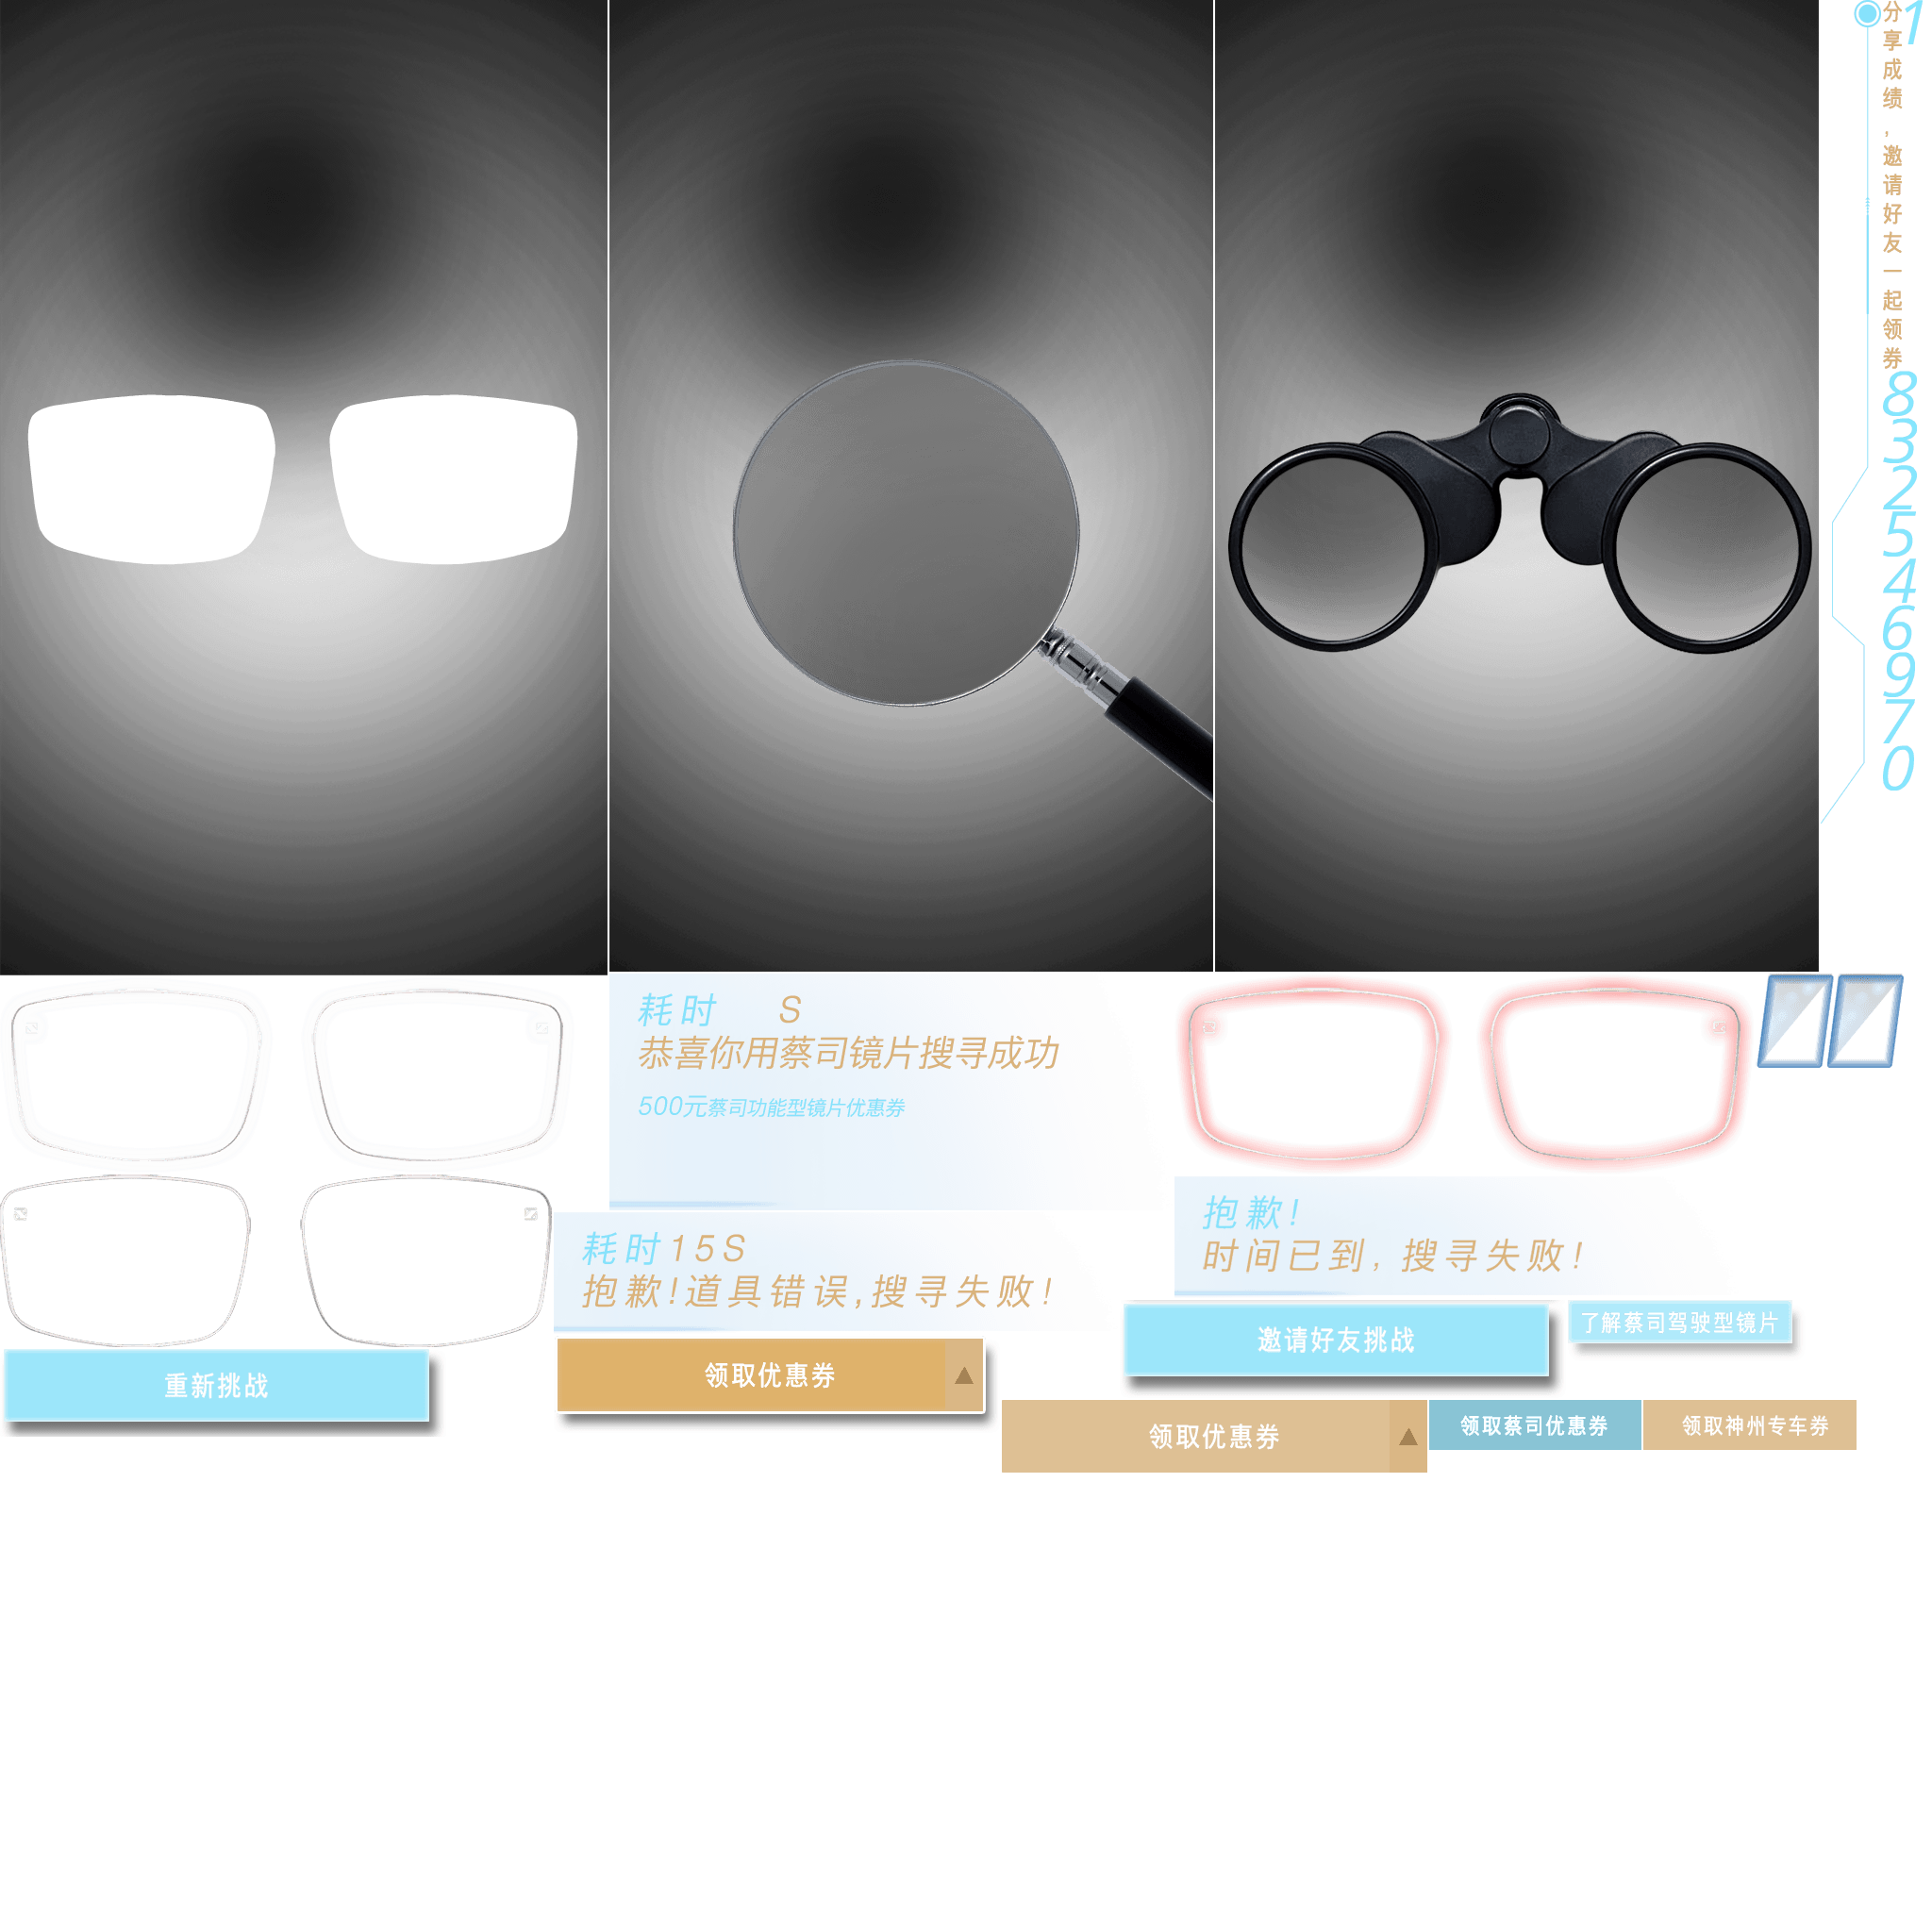 分享成绩，邀请好友一起领券
1
8
3
2
5
4
6
9
7
0
耗时 S
恭喜你用蔡司镜片搜寻成功
500元蔡司功能型镜片优惠券
抱歉!
时间已到，搜寻失败!
耗时15S
抱歉!道具错误,搜寻失败!
了解蔡司驾驶型镜片
邀请好友挑战
领取优惠券
重新挑战
领取优惠券
领取蔡司优惠券
领取神州专车券